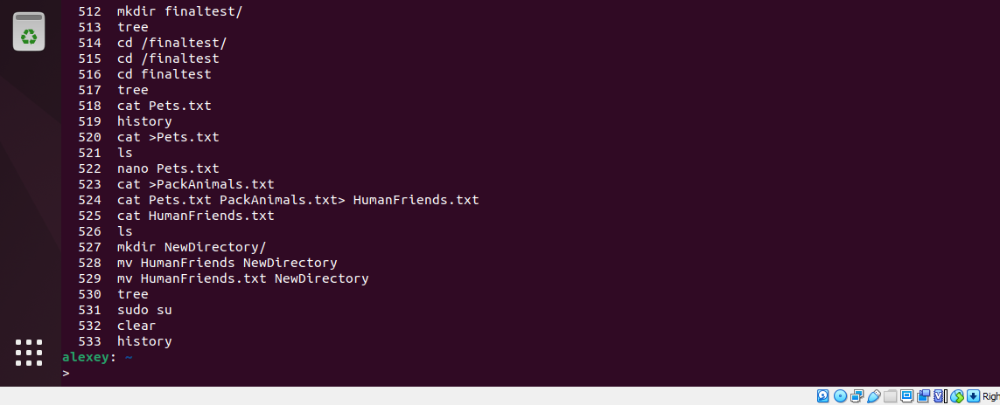 512 mkdir finaltest/
513 tree
514 cd /finaltest/
515 cd /finaltest
516 cd finaltest
517 tree
518 cat Pets.txt
519 history
520 cat >Pets.txt
521 ls
522 nano Pets.txt
523 cat >PackAnimals.txt
524 cat Pets.txt PackAnimals.txt> HumanFriends.txt
525 cat HumanFriends.txt
526 ls
527 mkdir NewDirectory/
528 mv HumanFriends NewDirectory
529 mv HumanFriends.txt NewDirectory
530 tree
531 sudo su
532 clear
533 history
alexey: ~
>
Righ